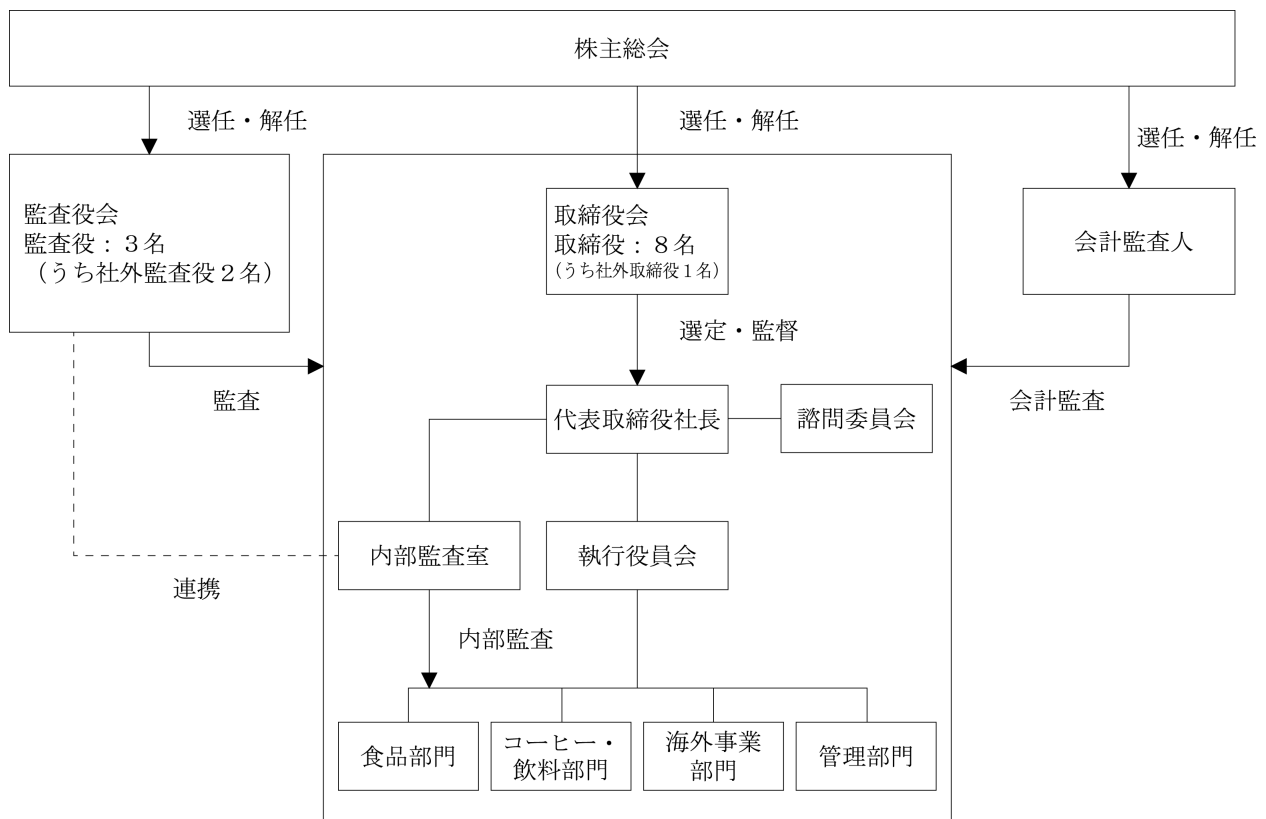 株主総会
選任・解任
選任・解任
選任・解任
監査役会
監査役：３名
（うち社外監査役２名）
取締役会
取締役：８名
（うち社外取締役１名）
会計監査人
選定・監督
監査
会計監査
代表取締役社長
諮問委員会
内部監査室
執行役員会
連携
内部監査
食品部門
コーヒー・
飲料部門
海外事業
部門
管理部門